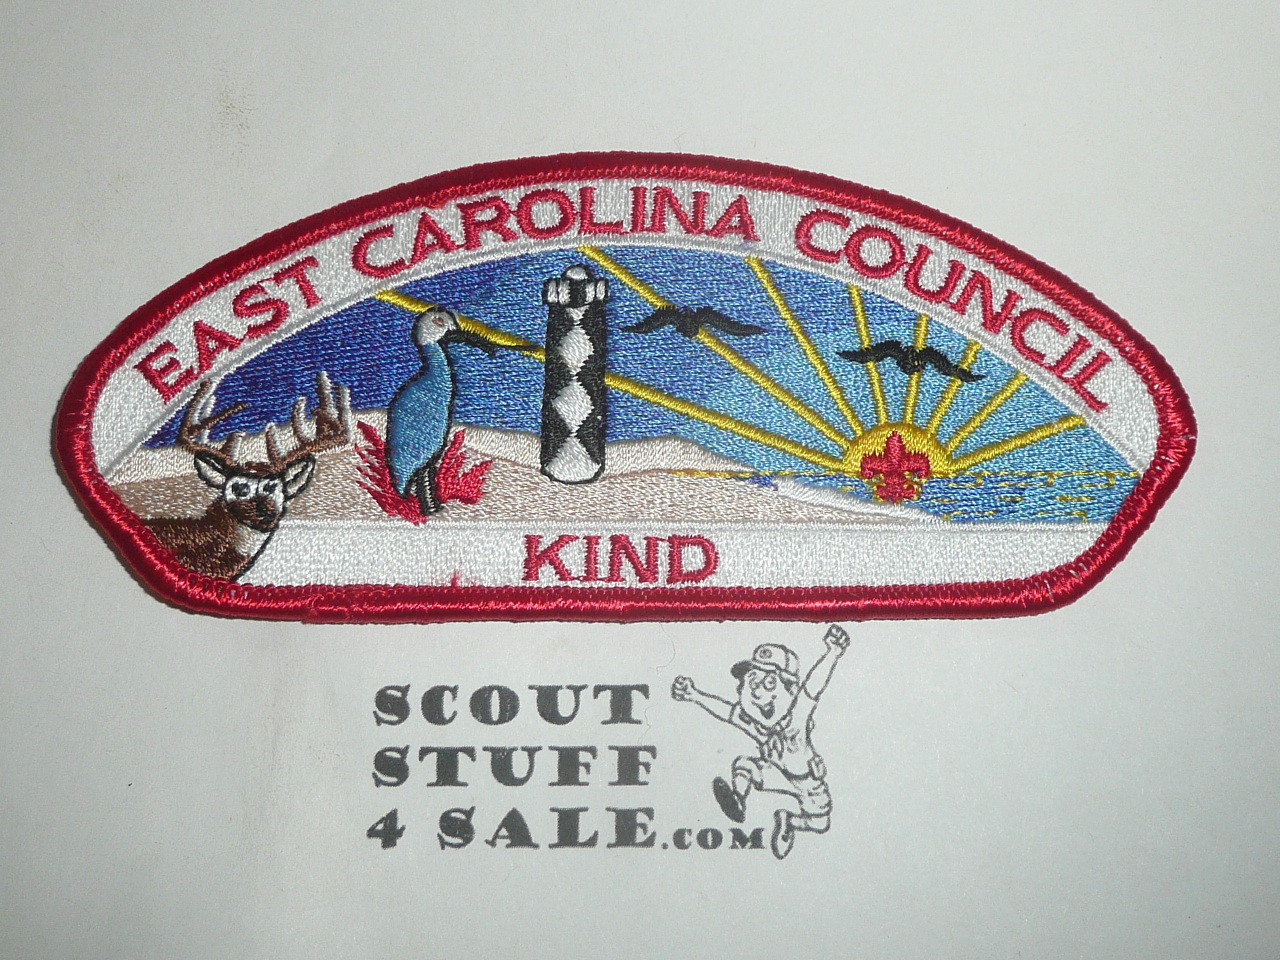 EAST CAROLINA COUNCIL
KIND
SCOUT
STUFF
4 SALE.COM